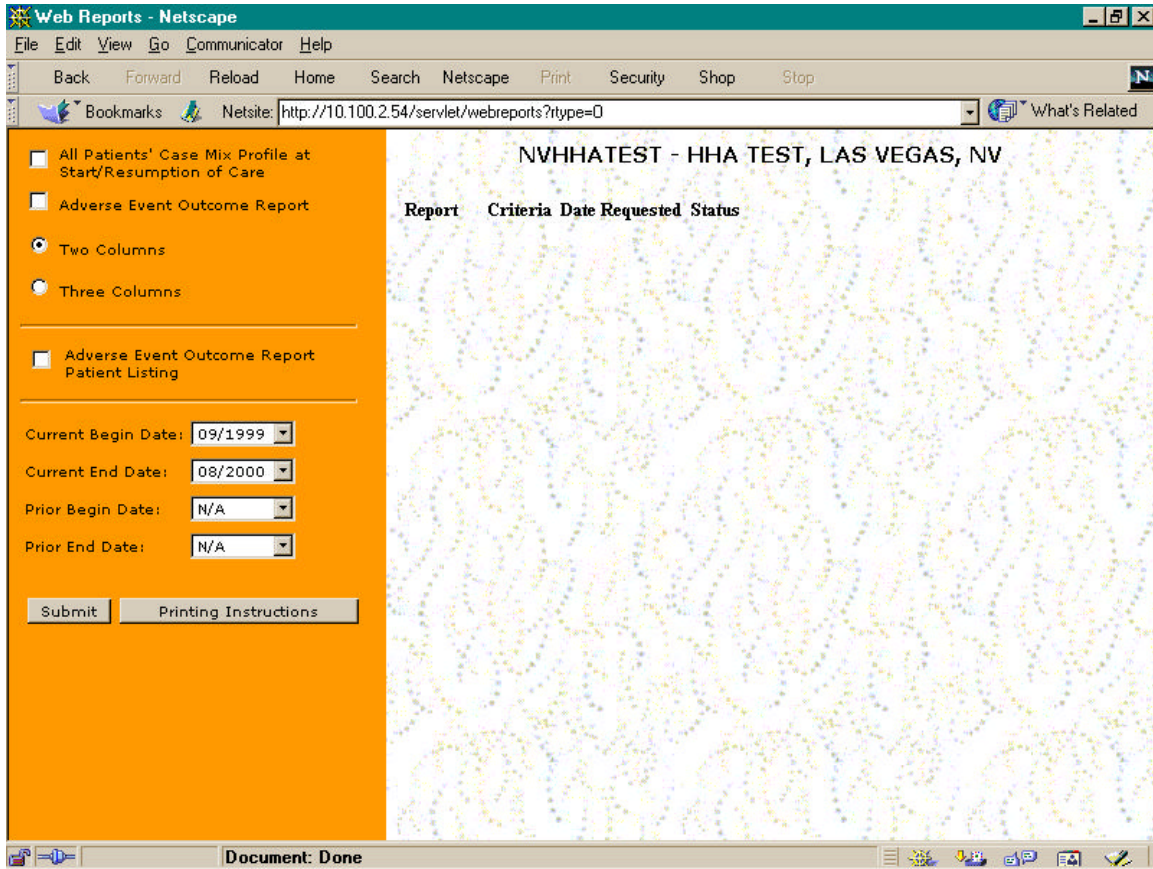 Web Reports - Netscape
File Edit View Go Communicator Help
Back Forward Reload Home Search Netscape Print Security Shop Stop
N
Bookmarks Netsite: http://10.100.2.54/servlet/webreports?rtype=O What's Related
All Patients' Case Mix Profile at
Start/Resumption of Care
Adverse Event Outcome Report
Two Columns
Three Columns
Adverse Event Outcome Report
Patient Listing
Current Begin Date: 09/1999
Current End Date: 08/2000
Prior Begin Date: N/A
Prior End Date: N/A
Submit Printing Instructions
NVHHATEST - HHA TEST, LAS VEGAS, NV
Report Criteria Date Requested Status
Document: Done